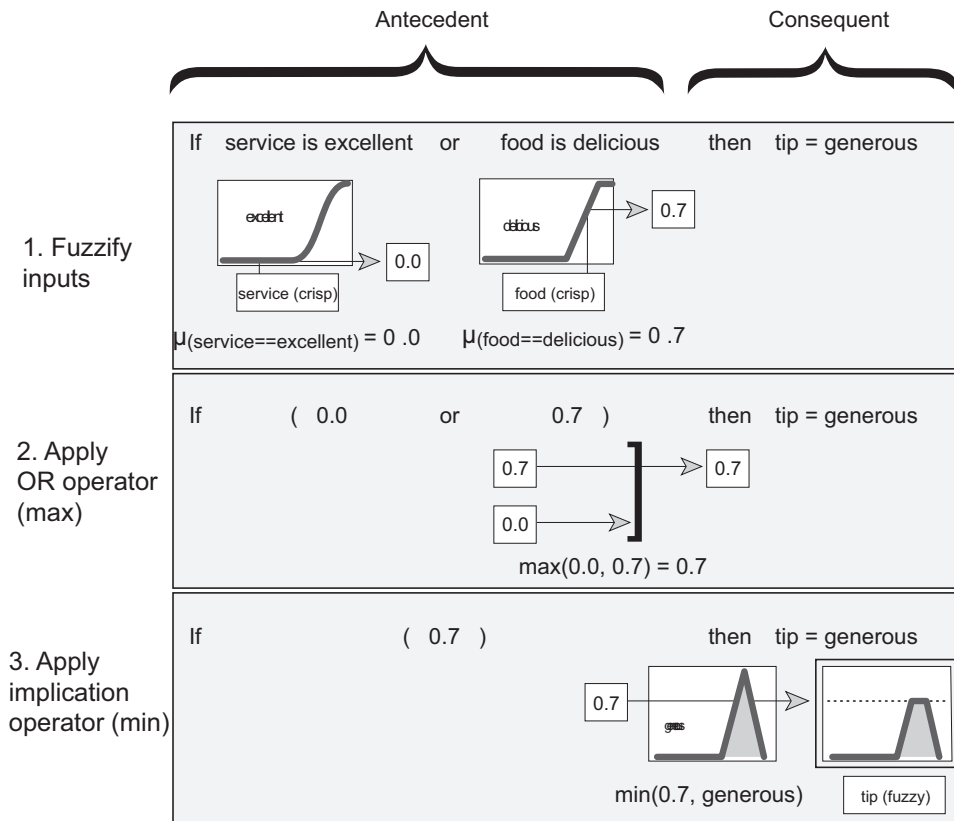 Antecedent
Consequent
If service is excellent or food is delicious then tip = generous
1. Fuzzify
inputs
excellent
0.0
service (crisp)
delicious
0.7
food (crisp)
μ(service==excellent) = 0 .0
μ(food==delicious) = 0 .7
2. Apply
OR operator
(max)
If ( 0.0 or 0.7 ) then tip = generous
0.7
0.7
0.0
max(0.0, 0.7) = 0.7
3. Apply
implication
operator (min)
If ( 0.7 ) then tip = generous
0.7
generous
min(0.7, generous)
tip (fuzzy)